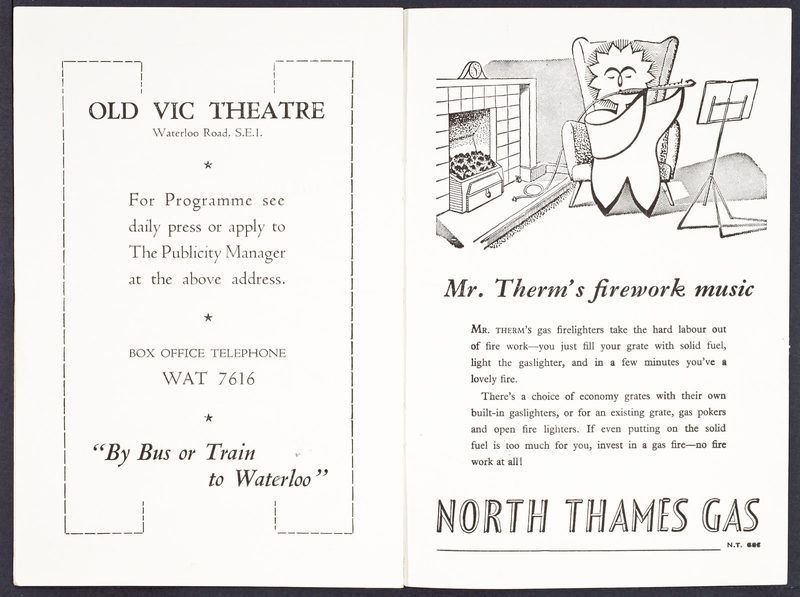 OLD VIC THEATRE
Waterloo Road, S.E.1.
★
For Programme see
daily press or apply to
The Publicity Manager
at the above address.
★
BOX OFFICE TELEPHONE
WAT 7616
★
"By Bus or Train
to Waterloo"
Mr. Therm's firework music
MR. THERM'S gas firelighters take the hard labour out
of fire work—you just fill your grate with solid fuel,
light the gaslighter, and in a few minutes you've a
lovely fire.
There's a choice of economy grates with their own
built-in gaslighters, or for an existing grate, gas pokers
and open fire lighters. If even putting on the solid
fuel is too much for you, invest in a gas fire—no fire
work at all!
NORTH THAMES GAS
N.T.